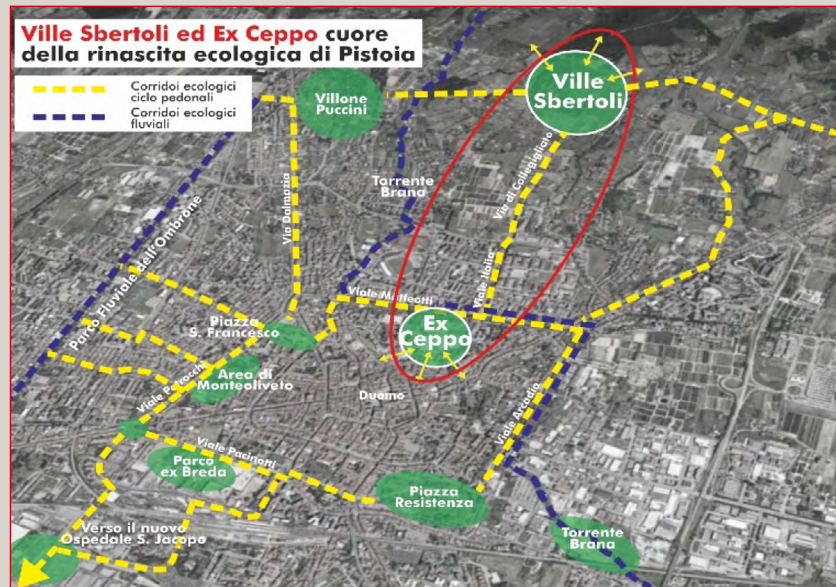 Ville Sbertoli ed Ex Ceppo cuore
della rinascita ecologica di Pistoia
Corridoi ecologici
ciclo pedonali
Corridoi ecologici
fluviali
Villone
Puccini
Ville
Sbertoli
Torrente
Brana
Via di Collegigliato
Via Dalmazia
Parco Fluviale dell'Ombrone
Viale Matteotti
Viale Italia
Piazza
S. Francesco
Ex
Ceppo
Area di
Monteoliveto
Duomo
Viale Petrocchi
Viale Arcadia
Viale Pacinotti
Parco
ex Breda
Piazza
Resistenza
Verso il nuovo
Ospedale S. Jacopo
Torrente
Brana